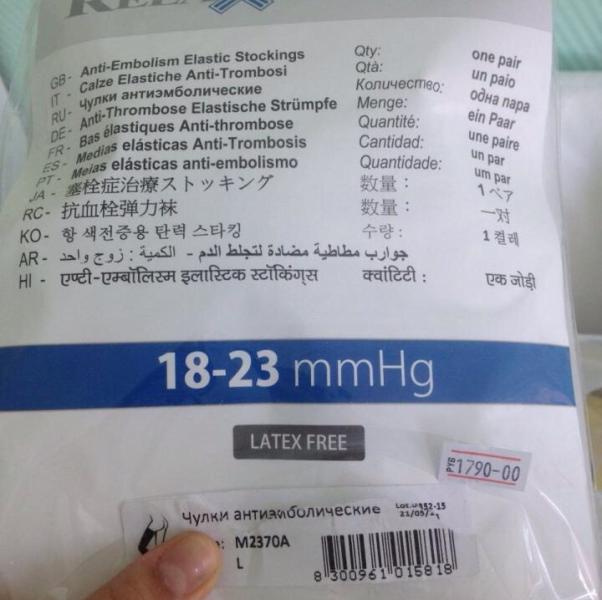 GB - Anti-Embolism Elastic Stockings Qty: one pair
IT - Calze Elastiche Anti-Trombosi Qtà: un paio
RU - Чулки антиэмболические Количество: одна пара
DE - Anti-Thrombose Elastische Strümpfe Menge: ein Paar
FR - Bas élastiques Anti-thrombose Quantité: une paire
ES - Medias elásticas Anti-Trombosis Cantidad: un par
PT - Meias elásticas anti-embolismo Quantidade: um par
JA - 塞栓症治療ストッキング 数量： 1ペア
RC - 抗血栓弹力袜 数量： 一对
KO - 항 색전증용 탄력 스타킹 수량 : 1 켤레
AR - جوارب مطاطية مضادة لتجلط الدم - الكمية : زوج واحد
HI - एण्टी-एम्बॉलिस्म इलास्टिक स्टॉकिंग्स क्वांटिटी : एक जोड़ी
18-23 mmHg
LATEX FREE
РУБ 1790-00
Чулки антиэмболические
M2370A
L
8 300961 015818